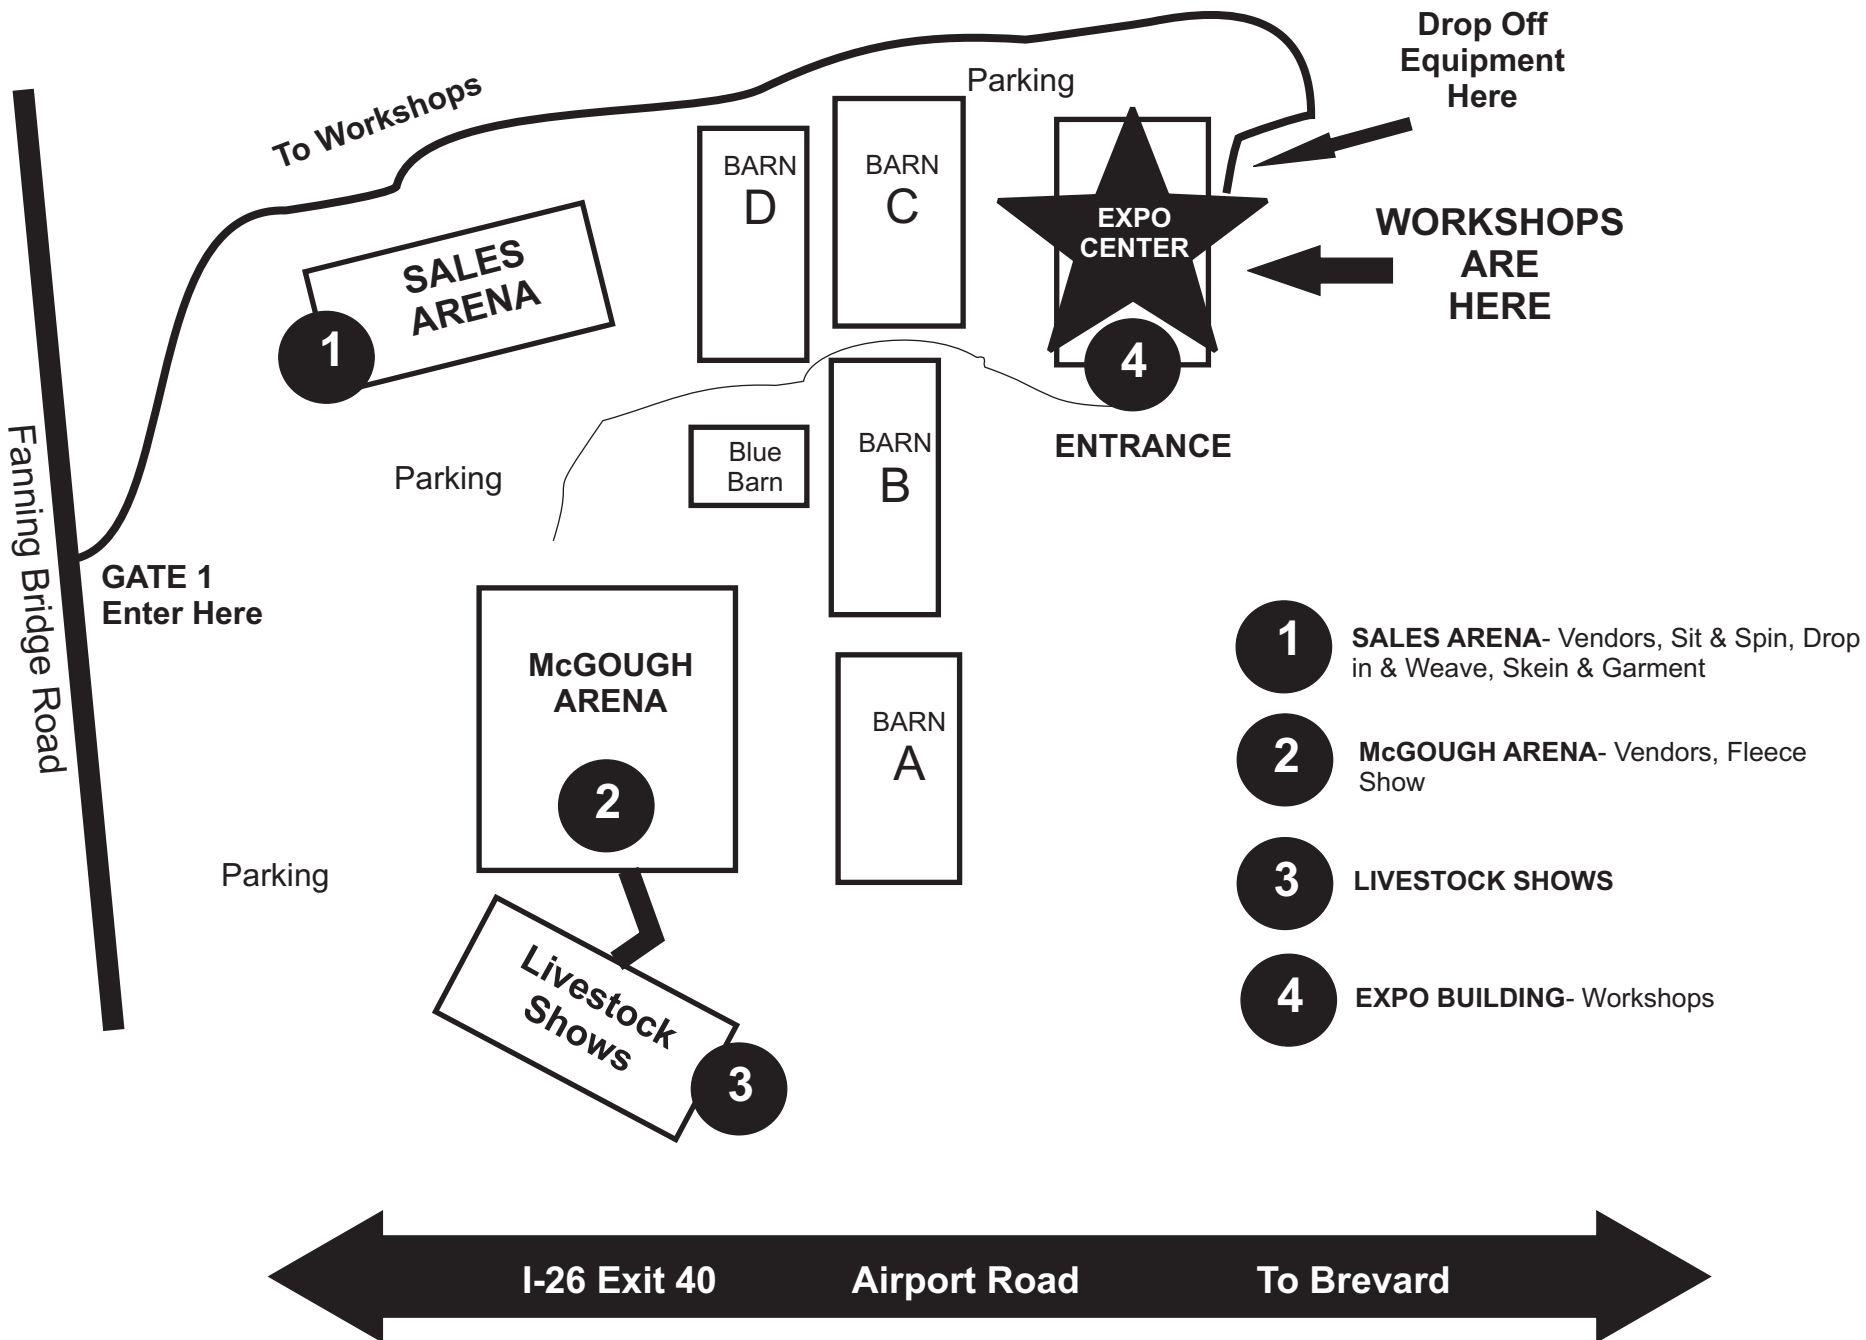 Drop Off
Equipment
Here
Parking
To Workshops
BARN
D
BARN
C
EXPO
CENTER
WORKSHOPS
ARE
HERE
SALES
ARENA
1
4
ENTRANCE
Fanning Bridge Road
Parking
Blue
Barn
BARN
B
GATE 1
Enter Here
McGOUGH
ARENA
2
BARN
A
Parking
Livestock
Shows
3
1
SALES ARENA- Vendors, Sit & Spin, Drop
in & Weave, Skein & Garment
2
McGOUGH ARENA- Vendors, Fleece
Show
3
LIVESTOCK SHOWS
4
EXPO BUILDING- Workshops
I-26 Exit 40 Airport Road To Brevard